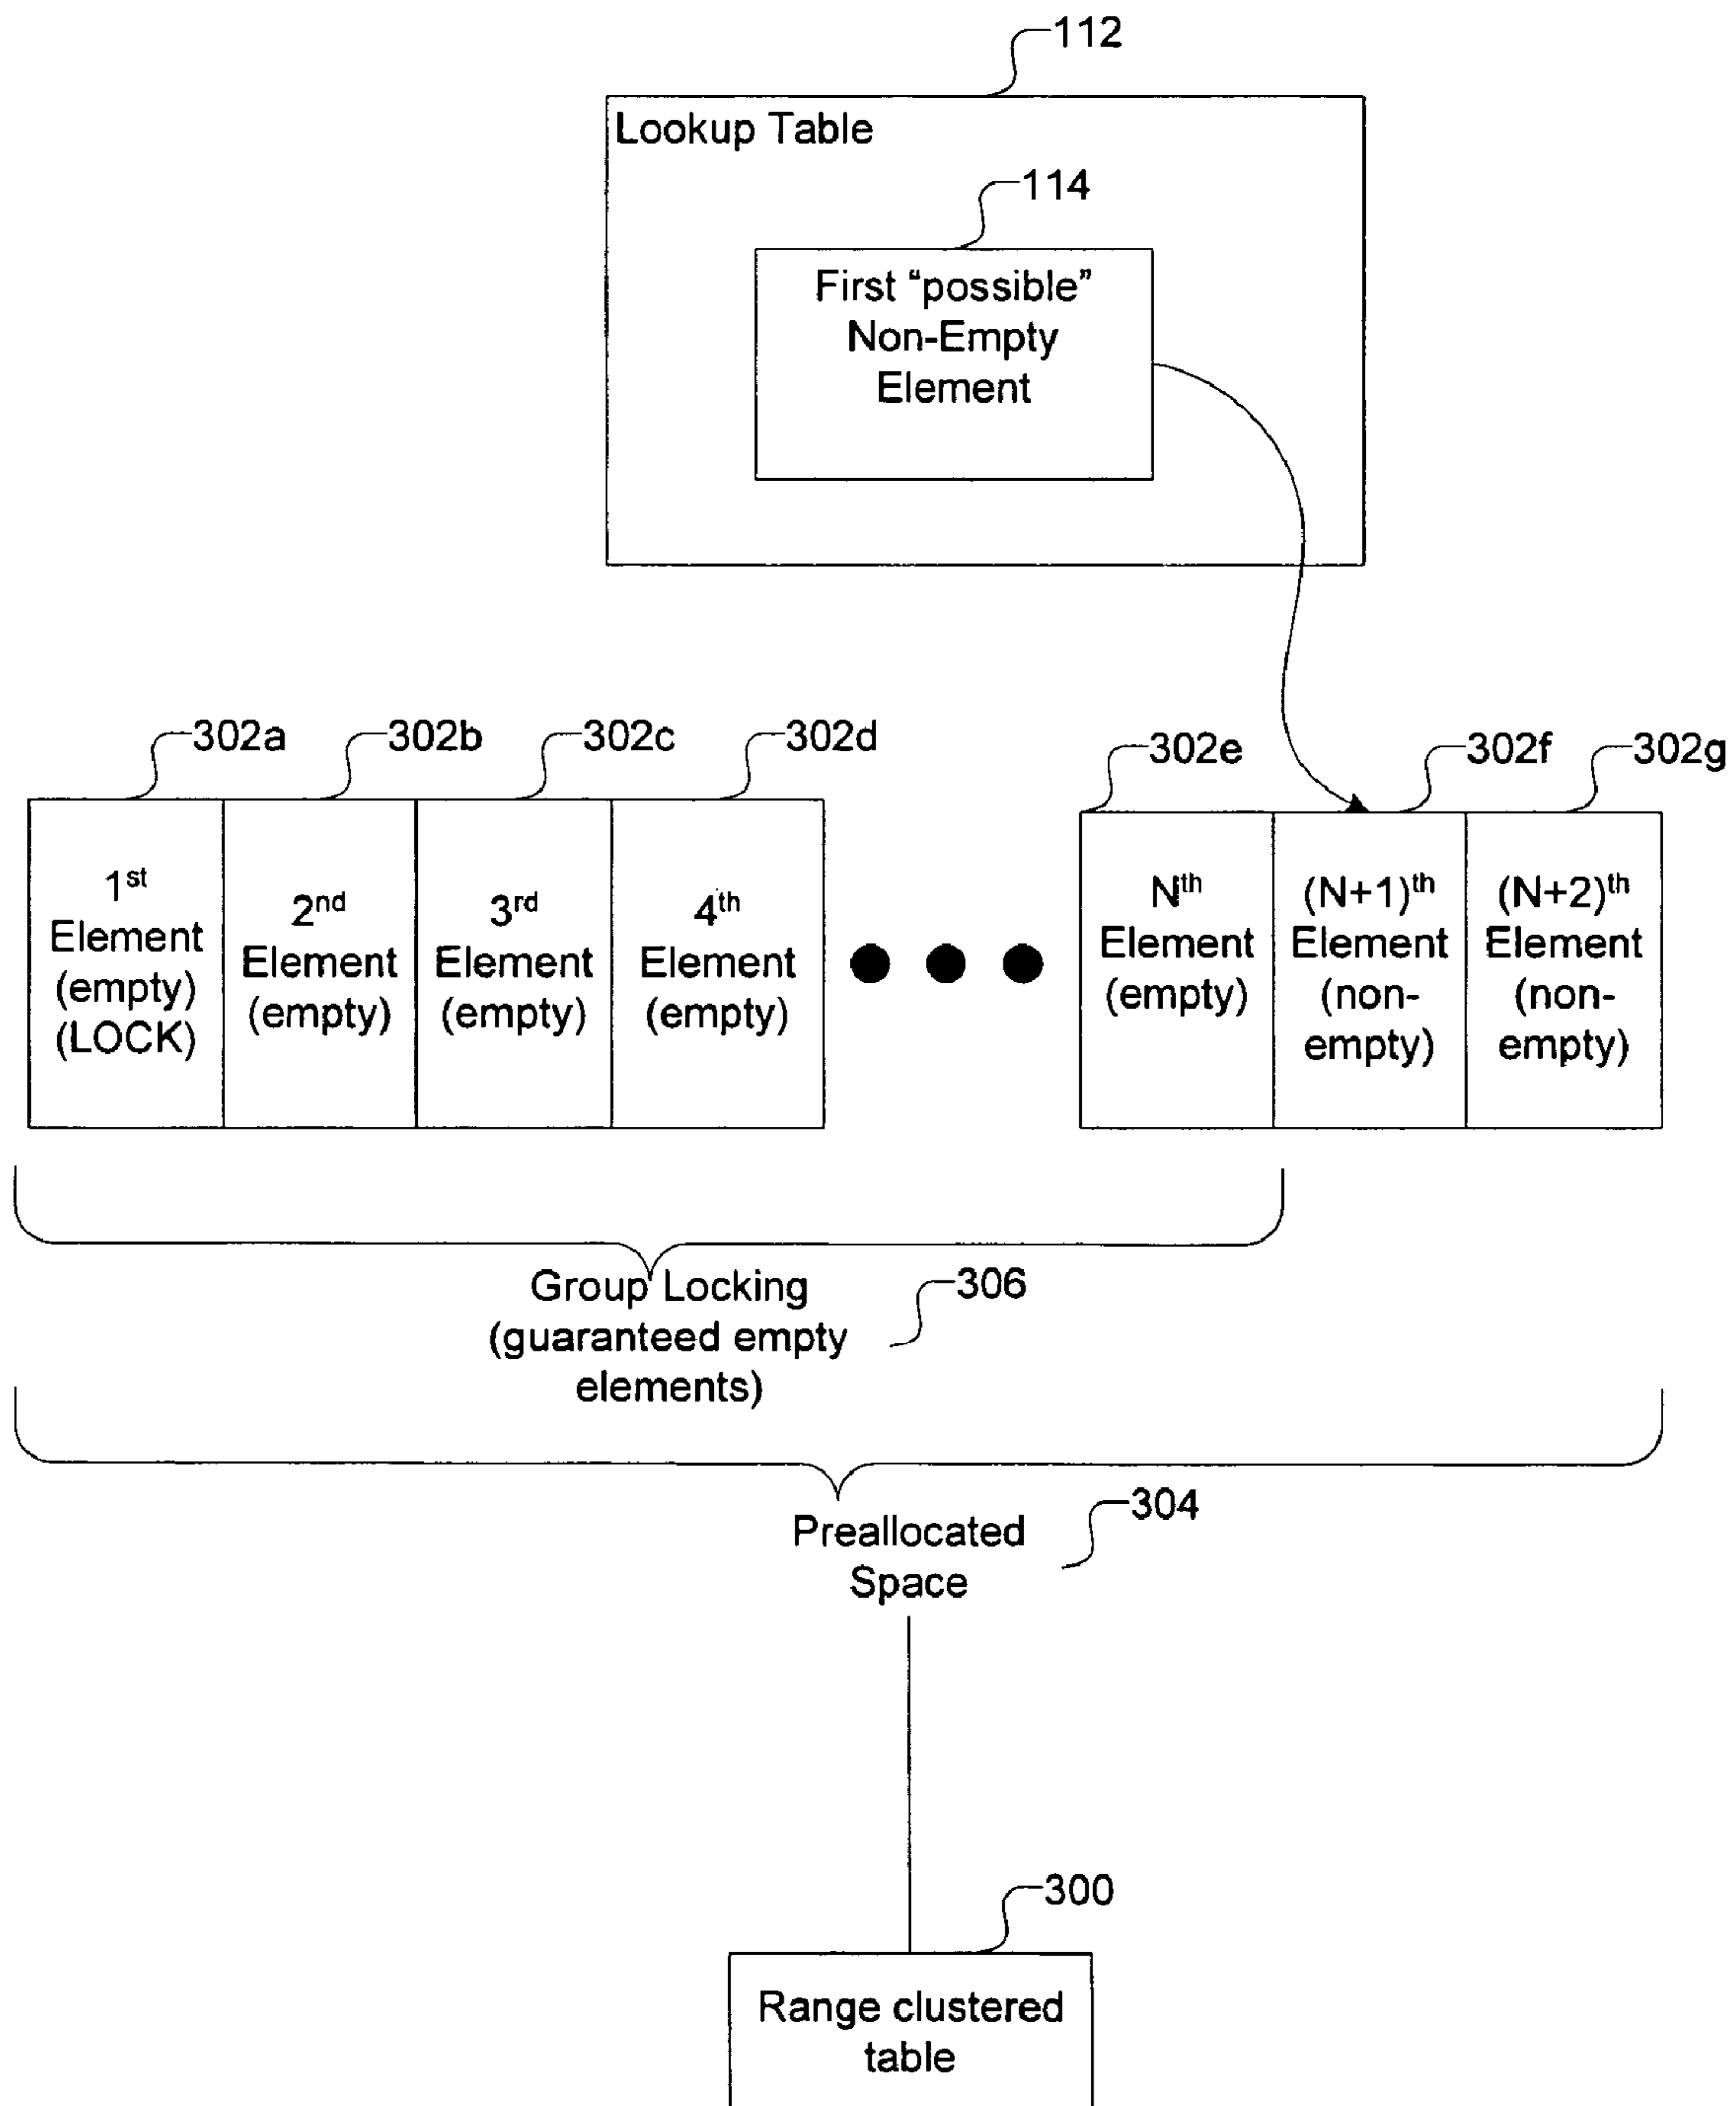 112
Lookup Table
114
First “possible”
Non-Empty
Element
302a
302b
302c
302d
302e
302f
302g
1st
Element
(empty)
(LOCK)
2nd
Element
(empty)
3rd
Element
(empty)
4th
Element
(empty)
Nth
Element
(empty)
(N+1)th
Element
(non-
empty)
(N+2)th
Element
(non-
empty)
Group Locking
(guaranteed empty
elements)
306
304
Preallocated
Space
300
Range clustered
table